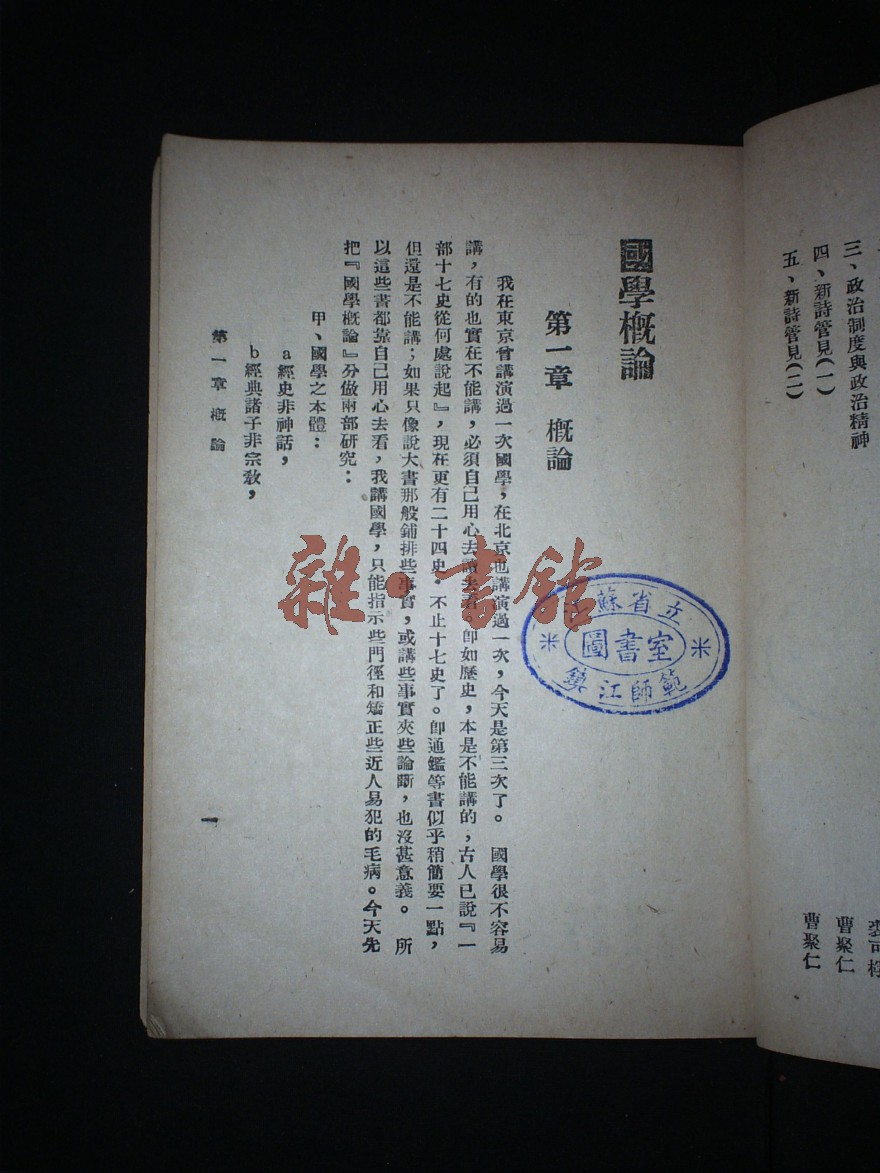 三、政治制度與政治精神
四、新詩管見(一)
五、新詩管見(二)
曹聚仁
曹聚仁
國學概論
第一章 概論
我在東京曾講演過一次國學，在北京也講演過一次，今天是第三次了。國學很不容易
講，有的也實在不能講，必須自己用心去讀去看。卽如歷史，本是不能講的；古人已說『一
部十七史從何處說起』，現在更有二十四史，不止十七史了。卽通鑑等書似乎稍簡要一點，
但還是不能講；如果只像說大書那般鋪排些事實，或講些事實夾些論斷，也沒甚意義。所
以這些書都靠自己用心去看，我講國學，只能指示些門徑和矯正些近人易犯的毛病。今天先
把『國學概論』分做兩部研究：
甲、國學之本體：
a經史非神話，
b經典諸子非宗敎，
第一章 概論
一
江蘇省立
圖書室
鎮江師範
雜·書館